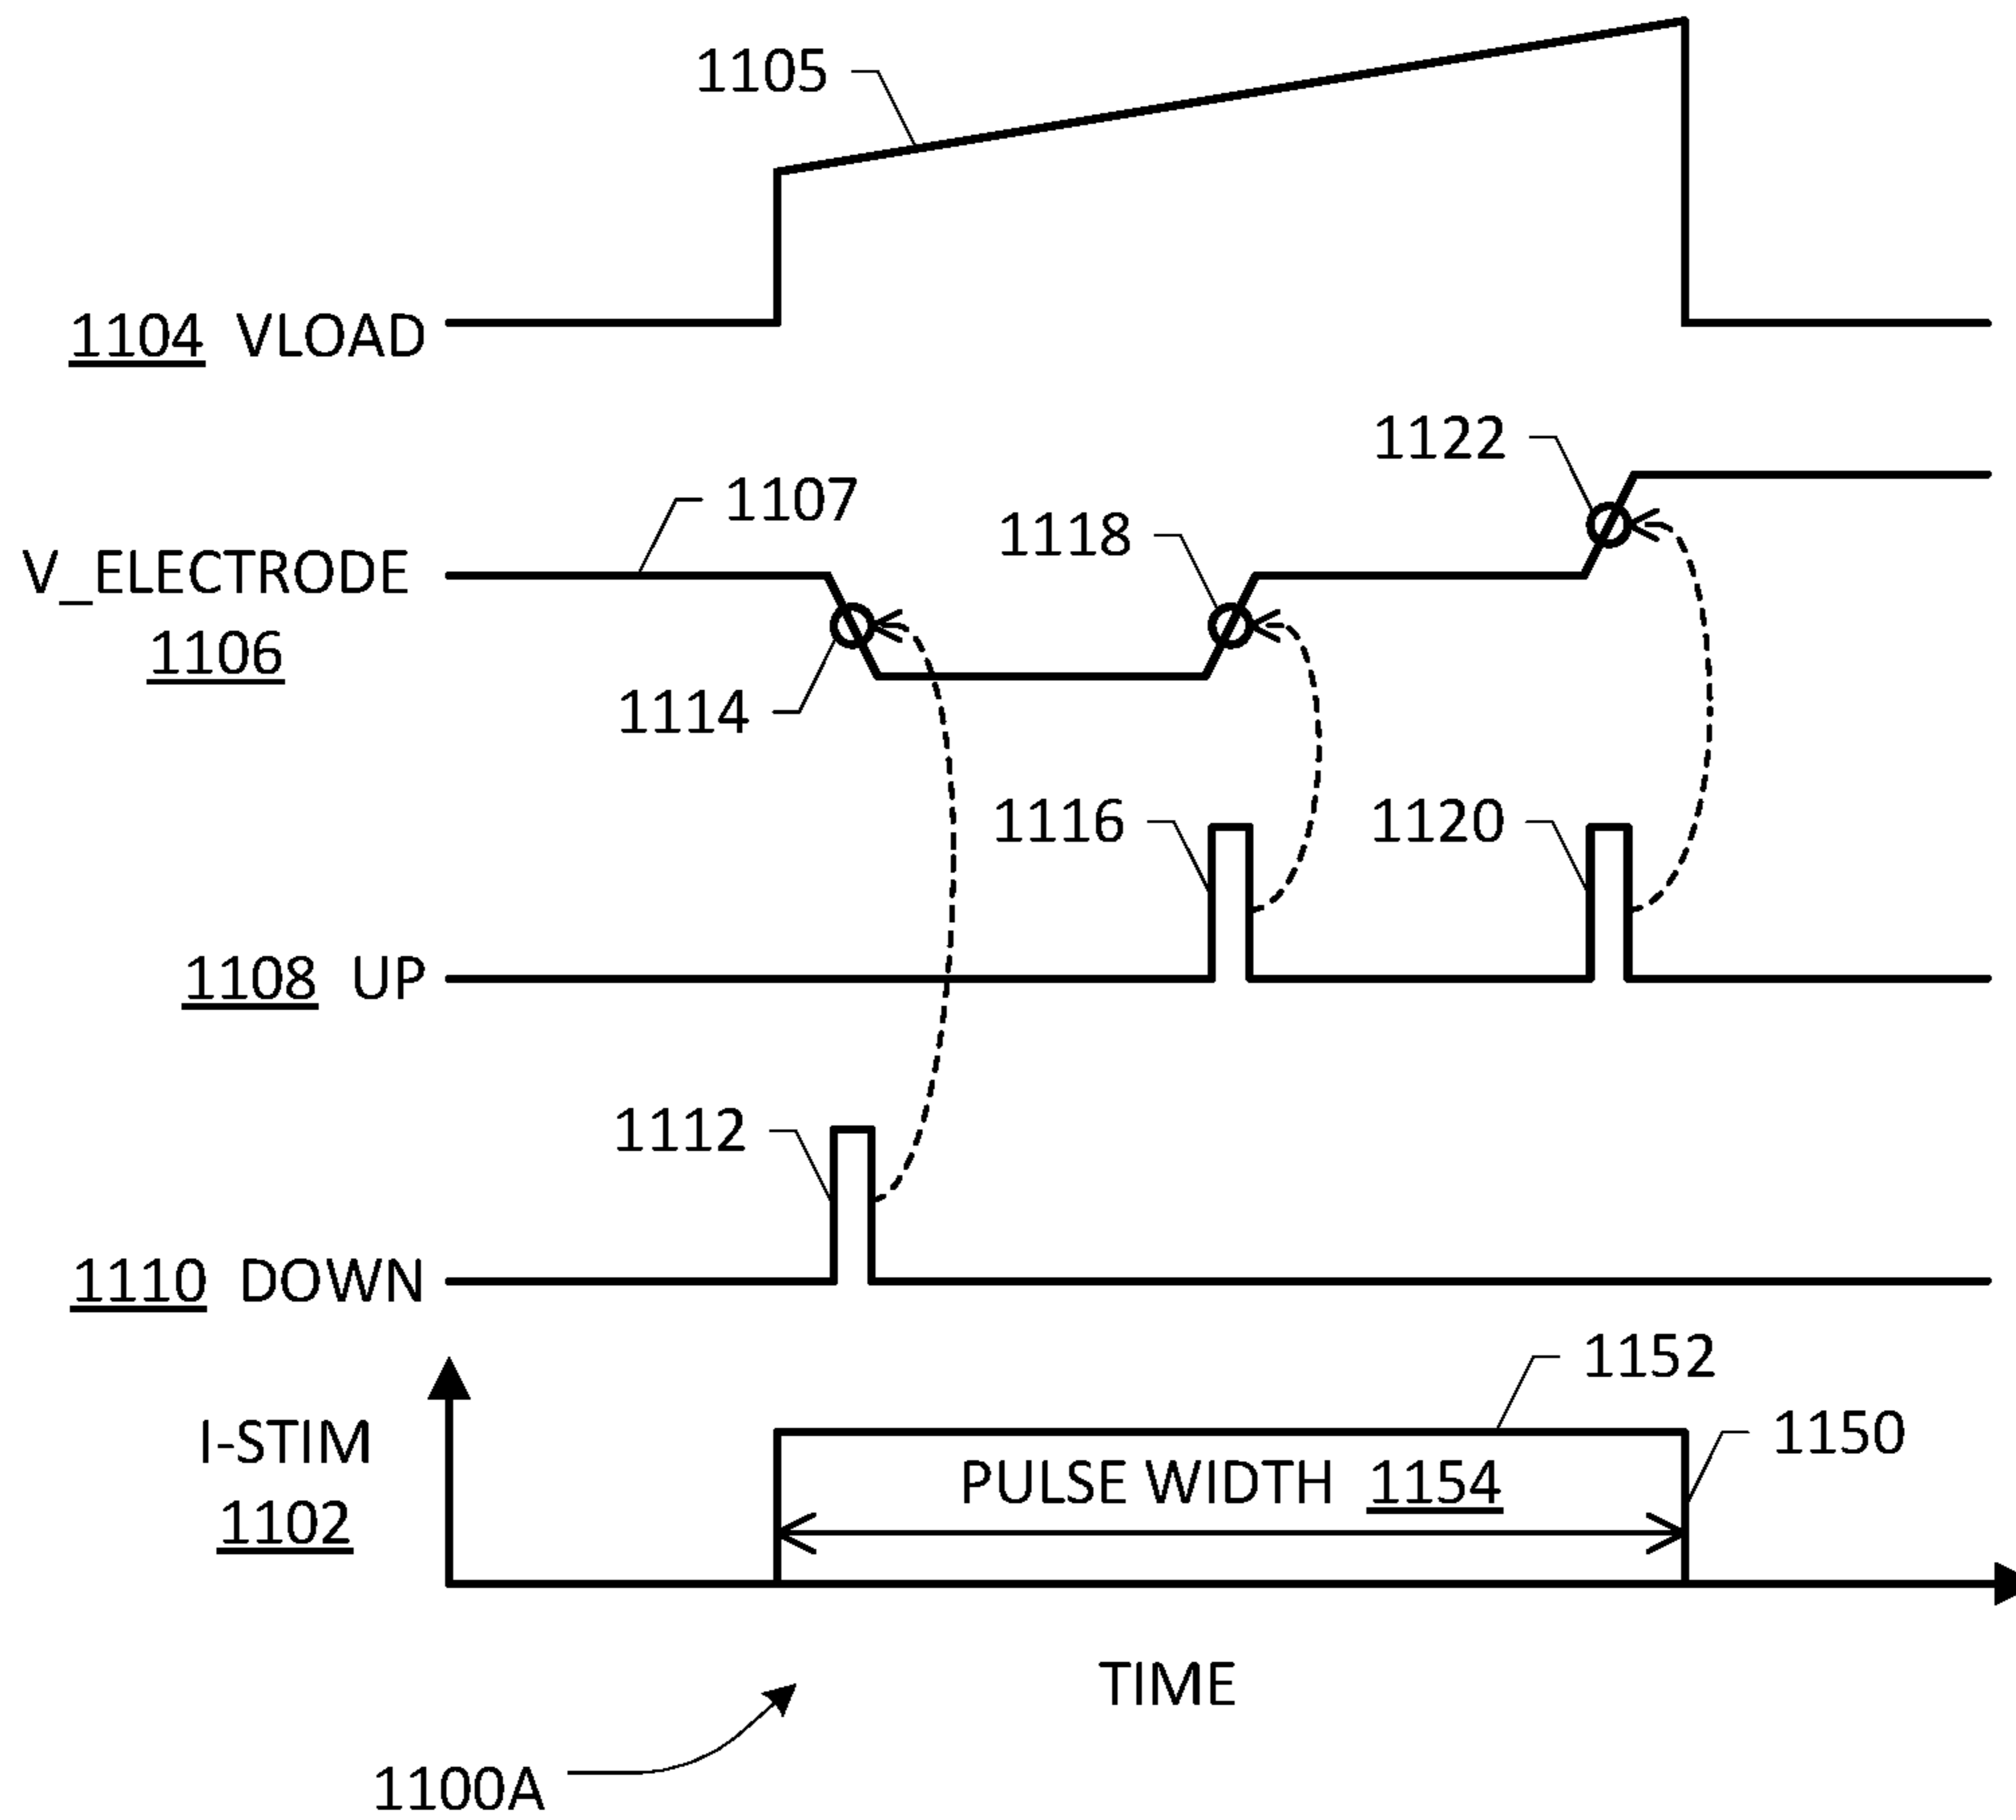 1105
1104 VLOAD
1122
1107
1118
V_ELECTRODE
1106
1114
1116
1120
1108 UP
1112
1110 DOWN
1152
I-STIM
1102
1150
PULSE WIDTH 1154
TIME
1100A